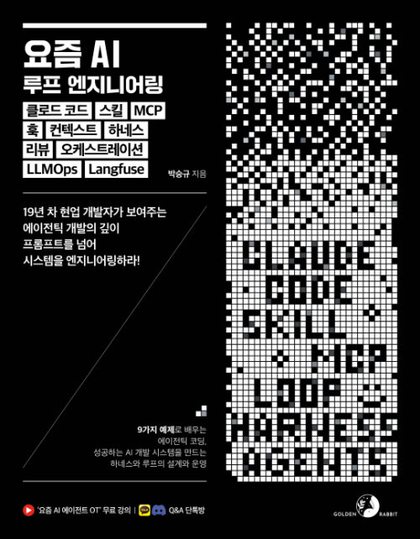 요즘 AI
루프 엔지니어링
클로드 코드 스킬 MCP
훅 컨텍스트 하네스
리뷰 오케스트레이션
LLMOps Langfuse
박승규 지음
19년 차 현업 개발자가 보여주는
에이전틱 개발의 깊이
프롬프트를 넘어
시스템을 엔지니어링하라!
CLAUDE
CODE
SKILL
MCP
LOOP
HARNESS
AGENTS
9가지 예제로 배우는
에이전틱 코딩,
성공하는 AI 개발 시스템을 만드는
하네스와 루프의 설계와 운영
'요즘 AI 에이전트 OT' 무료 강의 | Q&A 단톡방
GOLDEN RABBIT